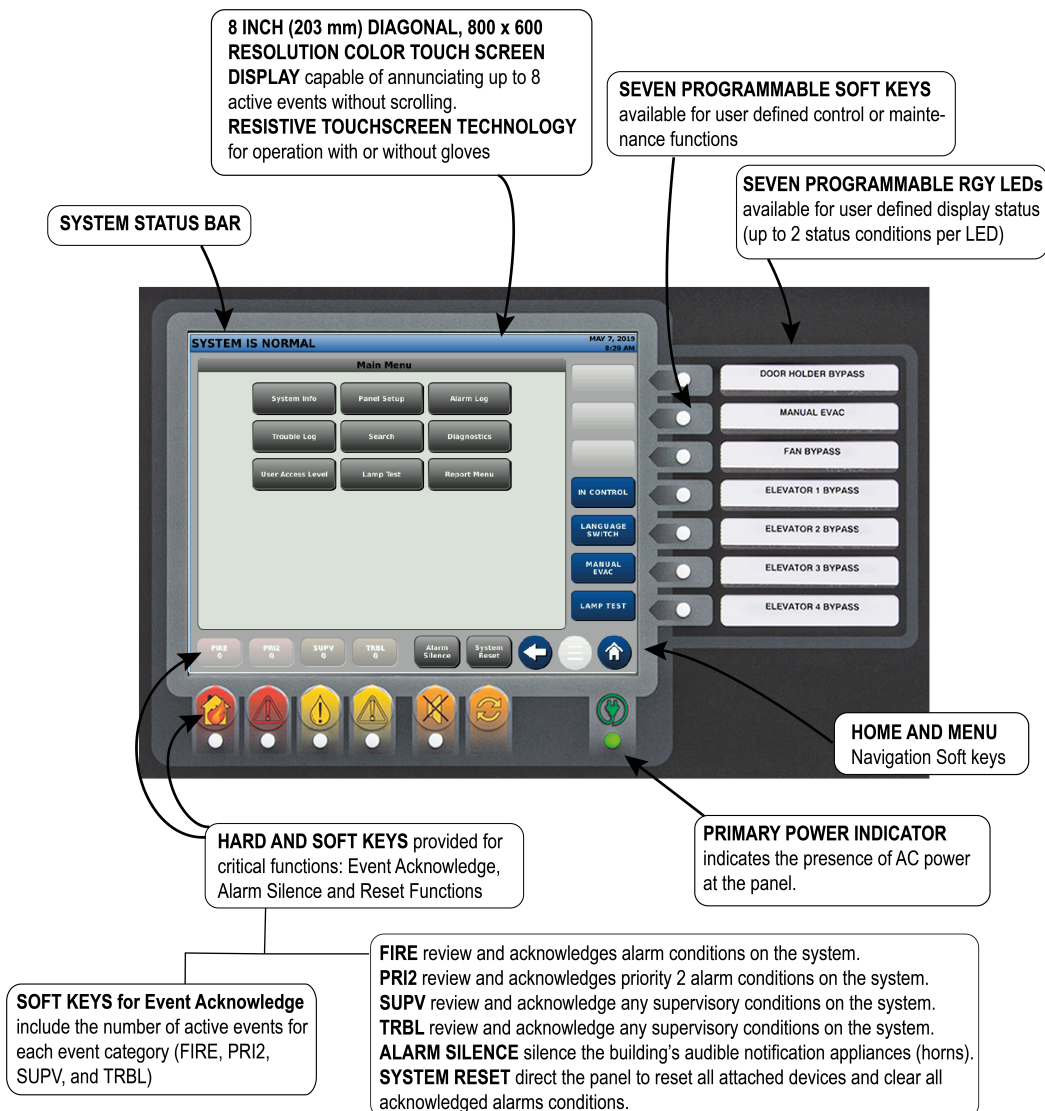 8 INCH (203 mm) DIAGONAL, 800 x 600
RESOLUTION COLOR TOUCH SCREEN
DISPLAY capable of annunciating up to 8
active events without scrolling.
RESISTIVE TOUCHSCREEN TECHNOLOGY
for operation with or without gloves
SEVEN PROGRAMMABLE SOFT KEYS
available for user defined control or mainte-
nance functions
SEVEN PROGRAMMABLE RGY LEDs
available for user defined display status
(up to 2 status conditions per LED)
SYSTEM STATUS BAR
SYSTEM IS NORMAL
MAY 7, 2019
8:29 AM
Main Menu
System Info
Panel Setup
Alarm Log
Trouble Log
Search
Diagnostics
User Access Level
Lamp Test
Report Menu
IN CONTROL
LANGUAGE
SWITCH
MANUAL
EVAC
LAMP TEST
DOOR HOLDER BYPASS
MANUAL EVAC
FAN BYPASS
ELEVATOR 1 BYPASS
ELEVATOR 2 BYPASS
ELEVATOR 3 BYPASS
ELEVATOR 4 BYPASS
FIRE
0
PRI2
0
SUPV
0
TRBL
0
Alarm
Silence
System
Reset
HOME AND MENU
Navigation Soft keys
HARD AND SOFT KEYS provided for
critical functions: Event Acknowledge,
Alarm Silence and Reset Functions
PRIMARY POWER INDICATOR
indicates the presence of AC power
at the panel.
SOFT KEYS for Event Acknowledge
include the number of active events for
each event category (FIRE, PRI2,
SUPV, and TRBL)
FIRE review and acknowledges alarm conditions on the system.
PRI2 review and acknowledges priority 2 alarm conditions on the system.
SUPV review and acknowledge any supervisory conditions on the system.
TRBL review and acknowledge any supervisory conditions on the system.
ALARM SILENCE silence the building's audible notification appliances (horns).
SYSTEM RESET direct the panel to reset all attached devices and clear all
acknowledged alarms conditions.